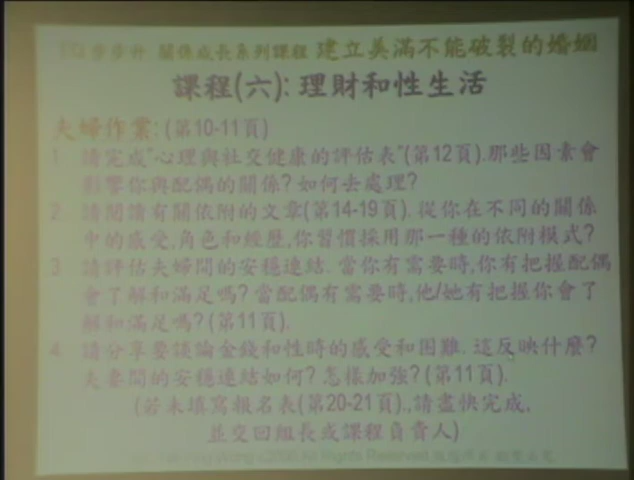 EQ 步步升 關係成長系列課程 建立美滿不能破裂的婚姻
課程(六): 理財和性生活
夫婦作業: (第10-11頁)
1. 請完成"心理與社交健康的評估表"(第12頁). 那些因素會
影響你與配偶的關係? 如何去處理?
2. 請閱讀有關依附的文章(第14-19頁). 從你在不同的關係
中的感受, 角色和經歷, 你習慣採用那一種的依附模式?
3. 請評估夫婦間的安穩連結. 當你有需要時, 你有把握配偶
會了解和滿足嗎? 當配偶有需要時, 他/她有把握你會了
解和滿足嗎? (第11頁).
4. 請分享要談論金錢和性時的感受和困難. 這反映什麼?
夫妻間的安穩連結如何? 怎樣加強? (第11頁).
(若未填寫報名表(第20-21頁)., 請盡快完成,
並交回組長或課程負責人)
All Rights Reserved 版權所有